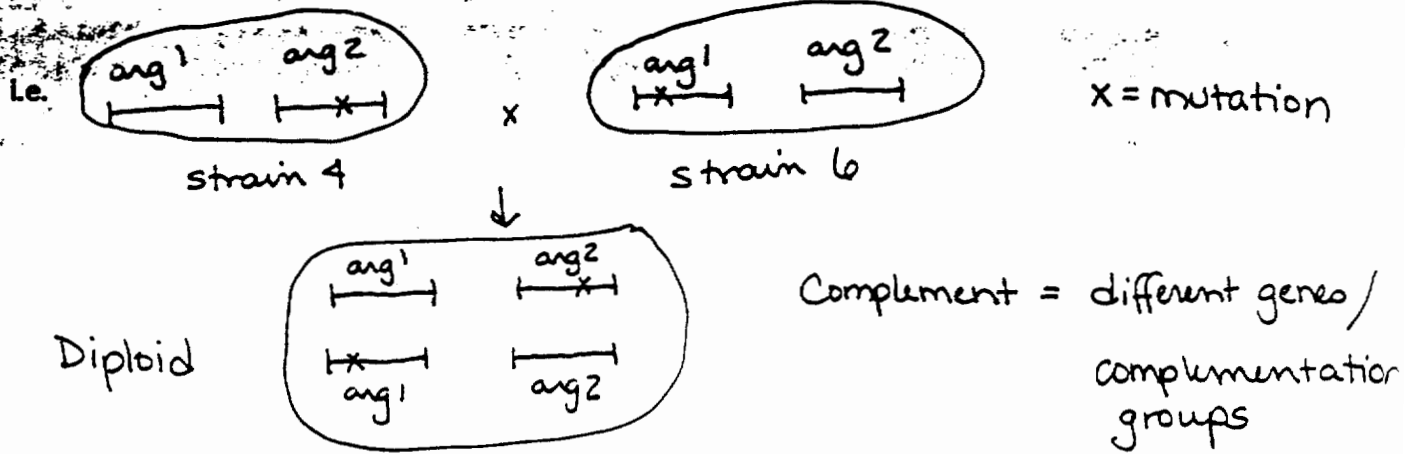 i.e.
arg1 arg2
x
arg1 arg2
x = mutation
strain 4
strain 6
arg1 arg2
Diploid
arg1 arg2
Complement = different genes/
complementation
groups